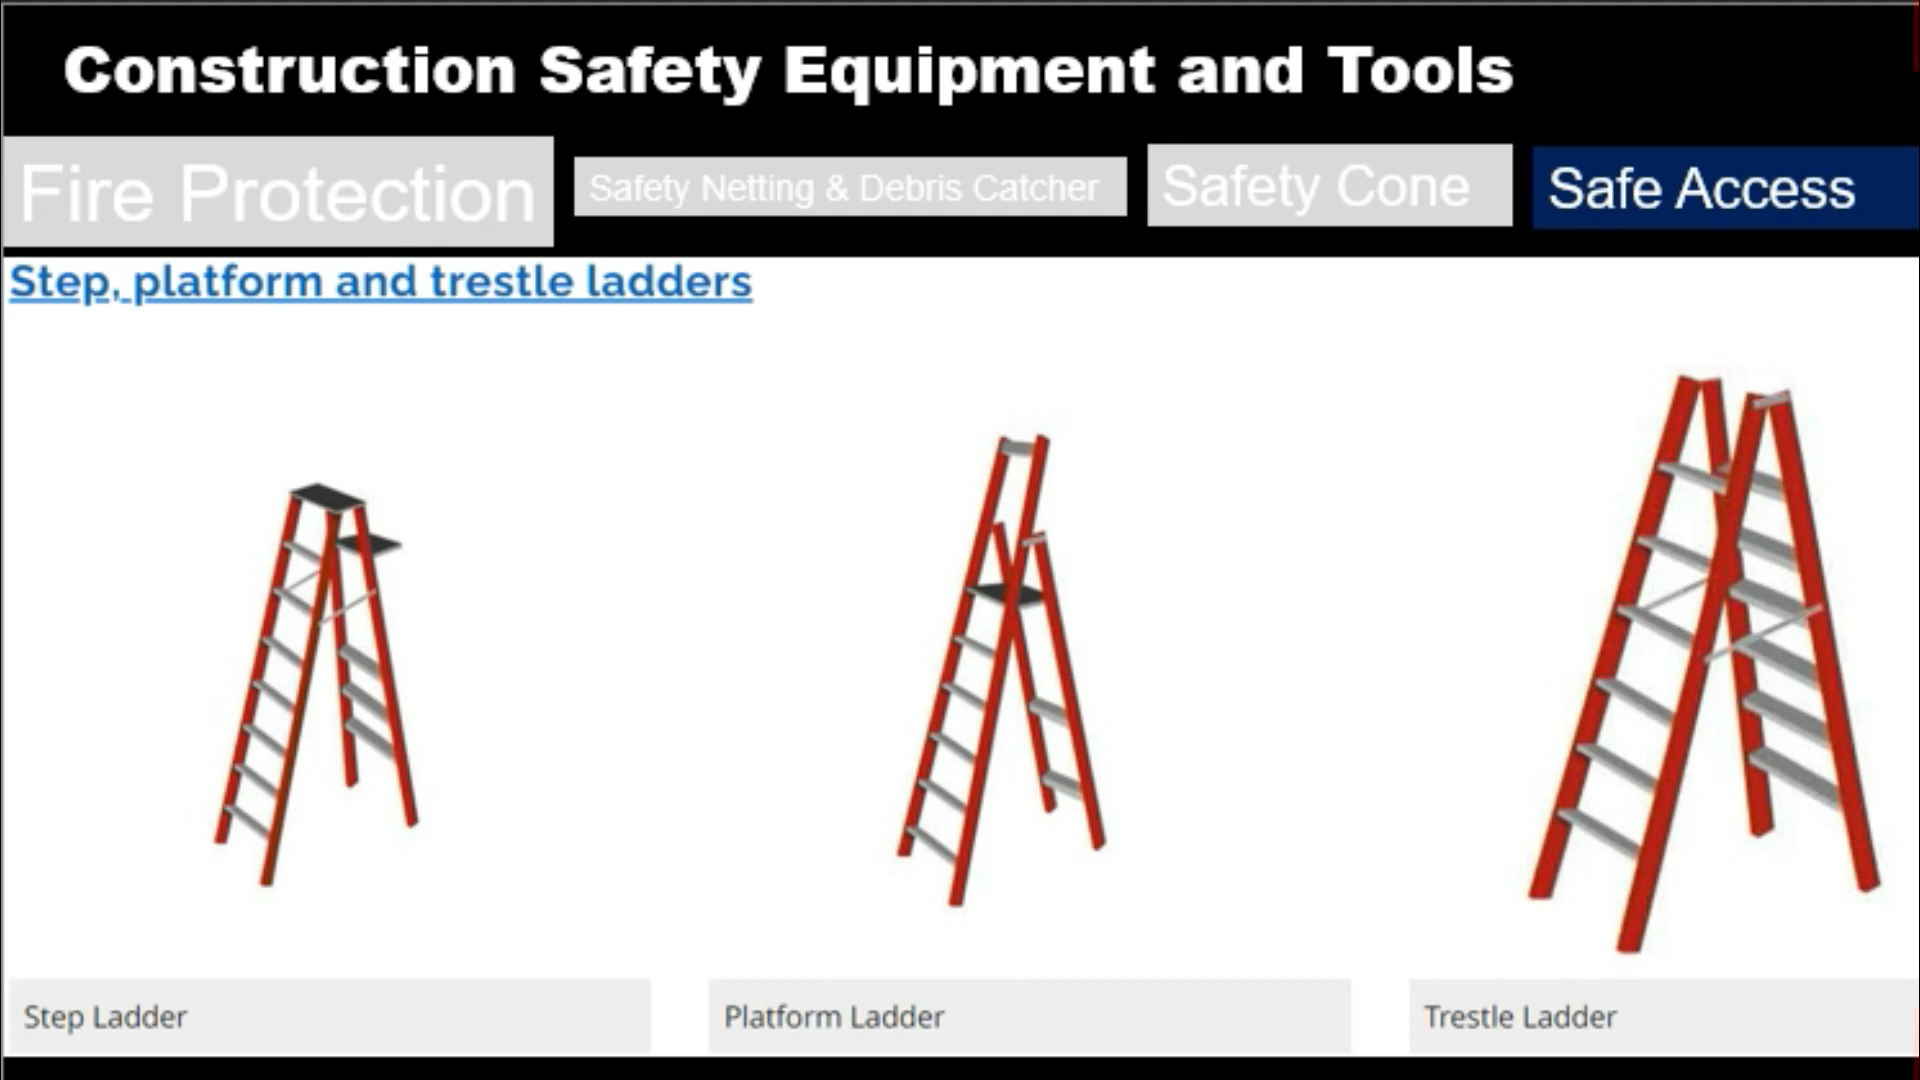 Construction Safety Equipment and Tools
Fire Protection
Safety Netting & Debris Catcher
Safety Cone
Safe Access
Step, platform and trestle ladders
Step Ladder
Platform Ladder
Trestle Ladder